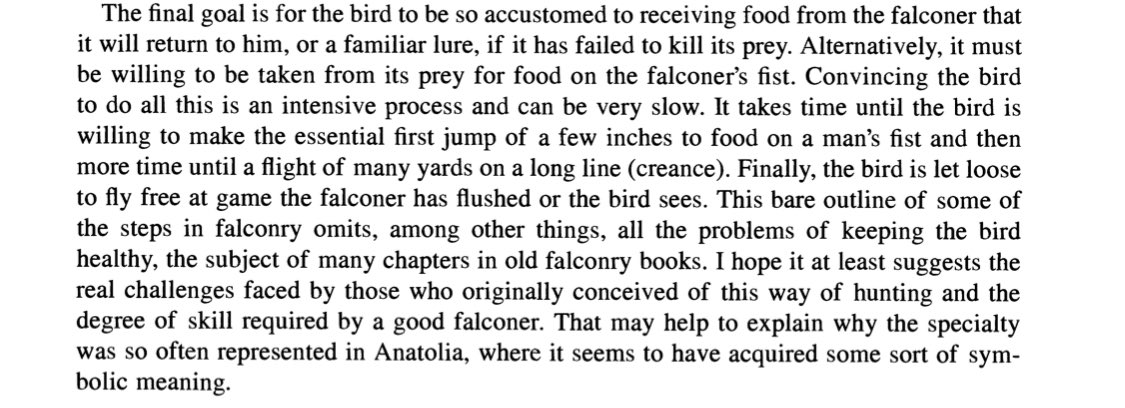 The final goal is for the bird to be so accustomed to receiving food from the falconer that
it will return to him, or a familiar lure, if it has failed to kill its prey. Alternatively, it must
be willing to be taken from its prey for food on the falconer's fist. Convincing the bird
to do all this is an intensive process and can be very slow. It takes time until the bird is
willing to make the essential first jump of a few inches to food on a man's fist and then
more time until a flight of many yards on a long line (creance). Finally, the bird is let loose
to fly free at game the falconer has flushed or the bird sees. This bare outline of some of
the steps in falconry omits, among other things, all the problems of keeping the bird
healthy, the subject of many chapters in old falconry books. I hope it at least suggests the
real challenges faced by those who originally conceived of this way of hunting and the
degree of skill required by a good falconer. That may help to explain why the specialty
was so often represented in Anatolia, where it seems to have acquired some sort of sym-
bolic meaning.